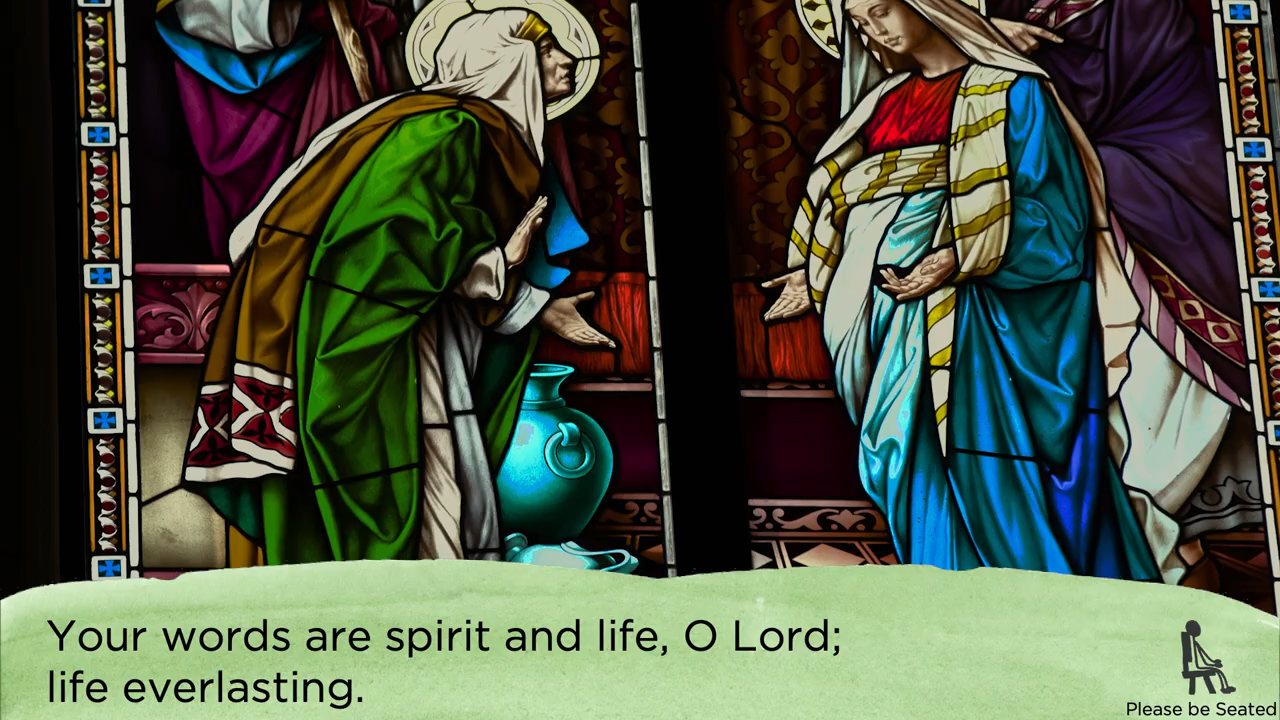 Your words are spirit and life, O Lord;
life everlasting.
Please be Seated